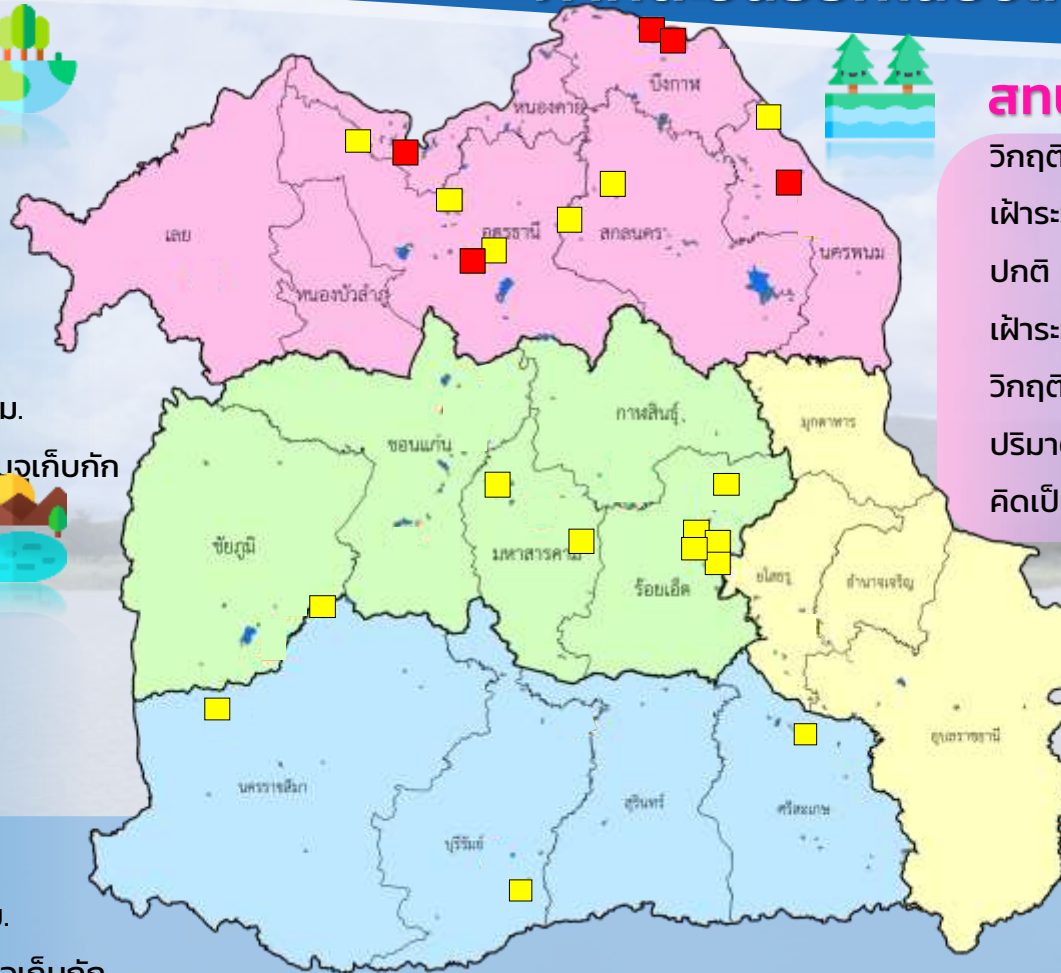 สทน
วิกฤติ
เฝ้าระ
ปกติ
เฝ้าระ
วิกฤติ
ปริมาต
คิดเป็
บึงกาฬ
หนองคาย
เลย
อุดรธานี
สกลนคร
นครพนม
หนองบัวลำภู
ม.
มจุเก็บกัก
กาฬสินธุ์
มุกดาหาร
ขอนแก่น
ชัยภูมิ
มหาสารคาม
ร้อยเอ็ด
ยโสธร
อำนาจเจริญ
อุบลราชธานี
นครราชสีมา
สุรินทร์
ศรีสะเกษ
บุรีรัมย์